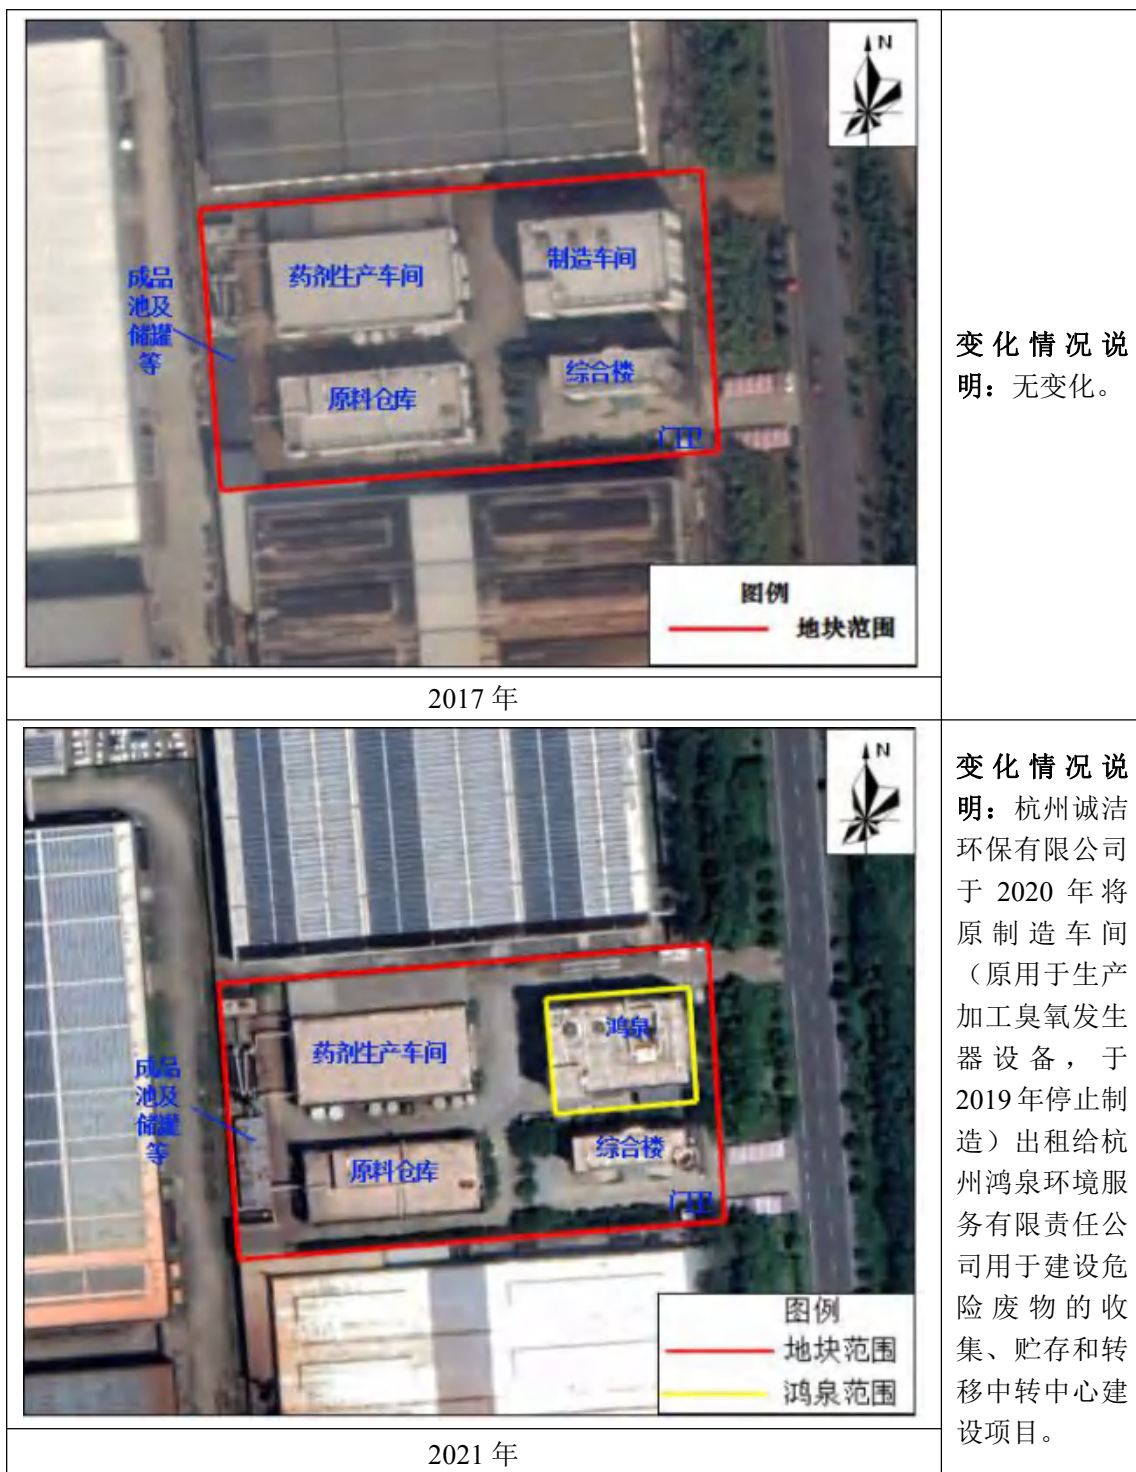 N
药剂生产车间
制造车间
成品
池及
储罐
等
原料仓库
综合楼
门卫
图例
地块范围
2017 年
变化情况说
明：无变化。
N
鸿泉
药剂生产车间
成品
池及
储罐
等
原料仓库
综合楼
门卫
图例
地块范围
鸿泉范围
2021 年
变化情况说
明：杭州诚洁
环保有限公司
于 2020 年将
原制造车间
（原用于生产
加工臭氧发生
器设备，于
2019 年停止制
造）出租给杭
州鸿泉环境服
务有限责任公
司用于建设危
险废物的收
集、贮存和转
移中转中心建
设项目。